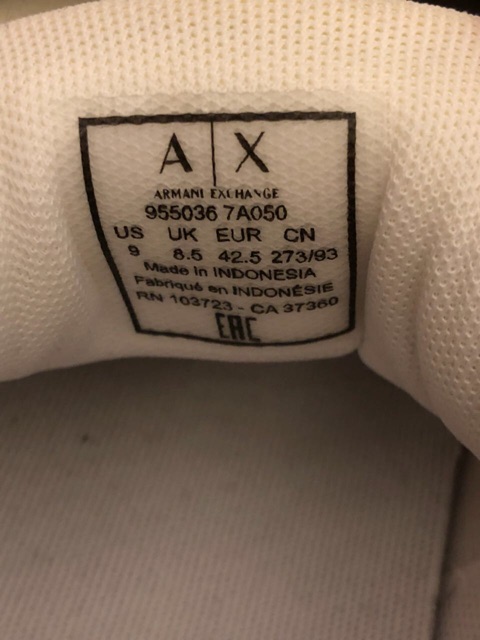 A|X
ARMANI EXCHANGE
955036 7A050
US UK EUR CN
9 8.5 42.5 273/93
Made in INDONESIA
Fabriqué en INDONÉSIE
RN 103723 - CA 37360
EAC